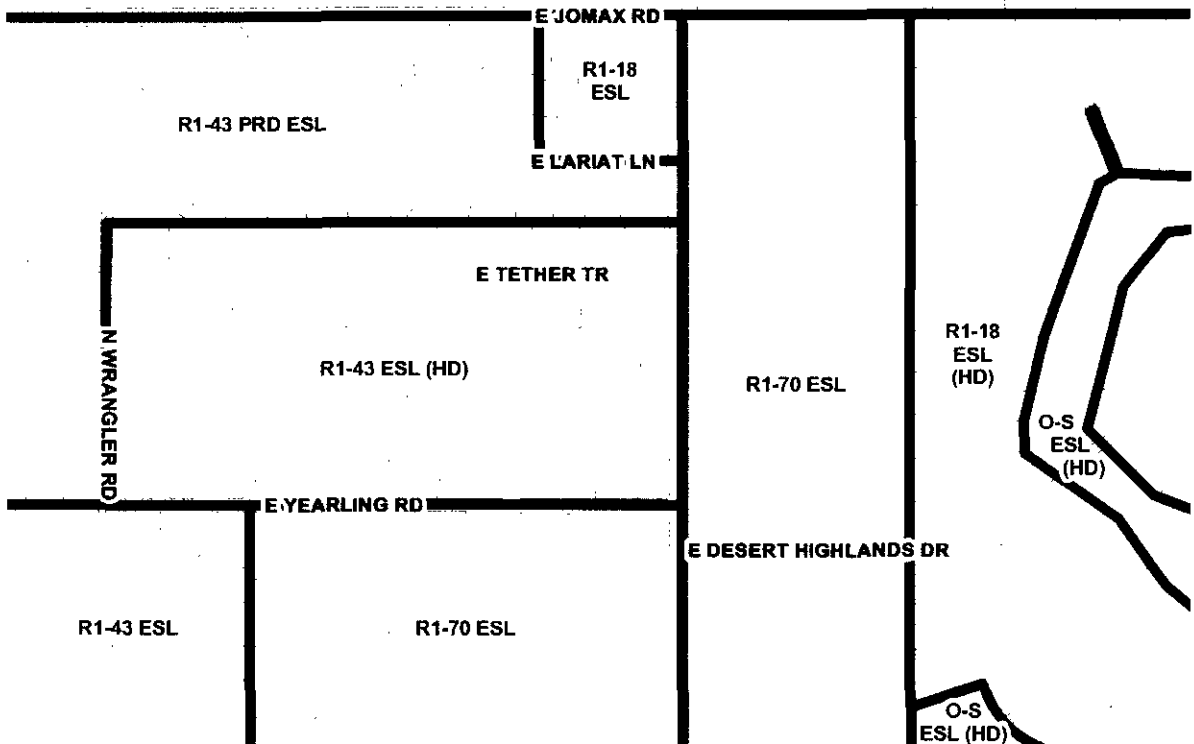 E JOMAX RD
R1-18
ESL
R1-43 PRD ESL
E LARIAT LN
E TETHER TR
N WRANGLER RD
R1-43 ESL (HD)
R1-70 ESL
R1-18
ESL
(HD)
O-S
ESL
(HD)
E YEARLING RD
E DESERT HIGHLANDS DR
R1-43 ESL
R1-70 ESL
O-S
ESL (HD)